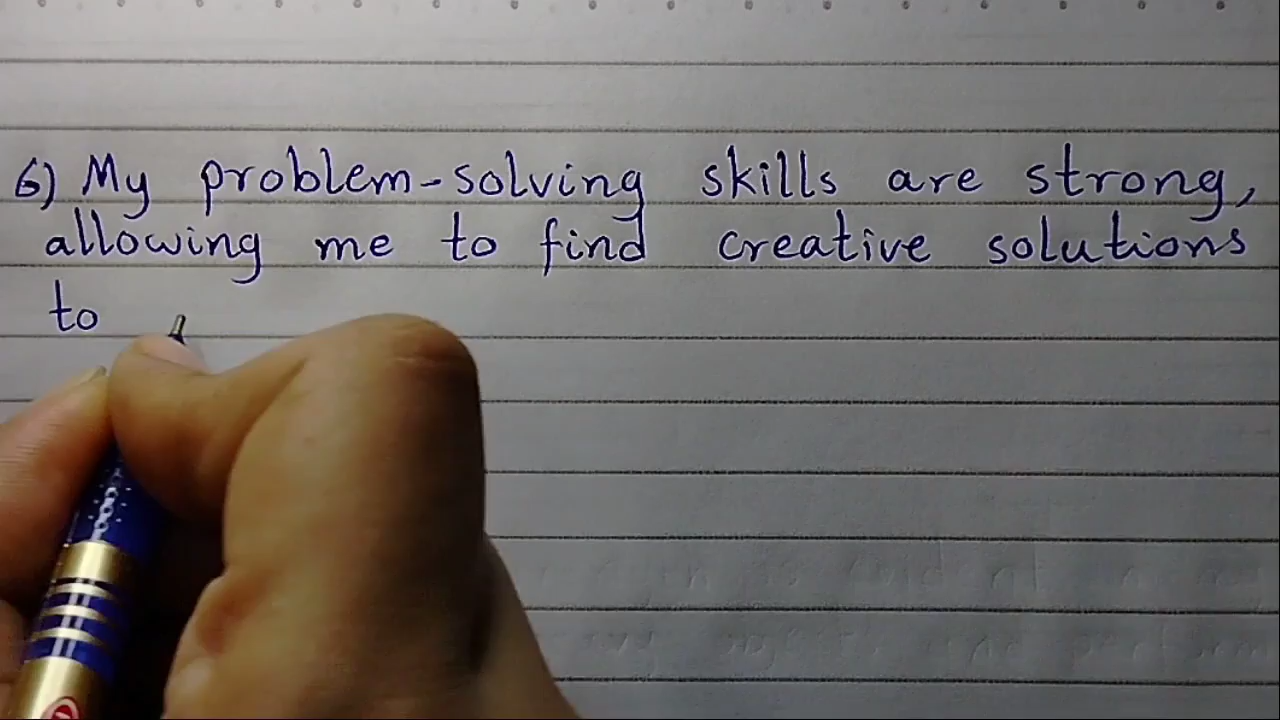 6) My problem-solving skills are strong,
allowing me to find creative solutions
to